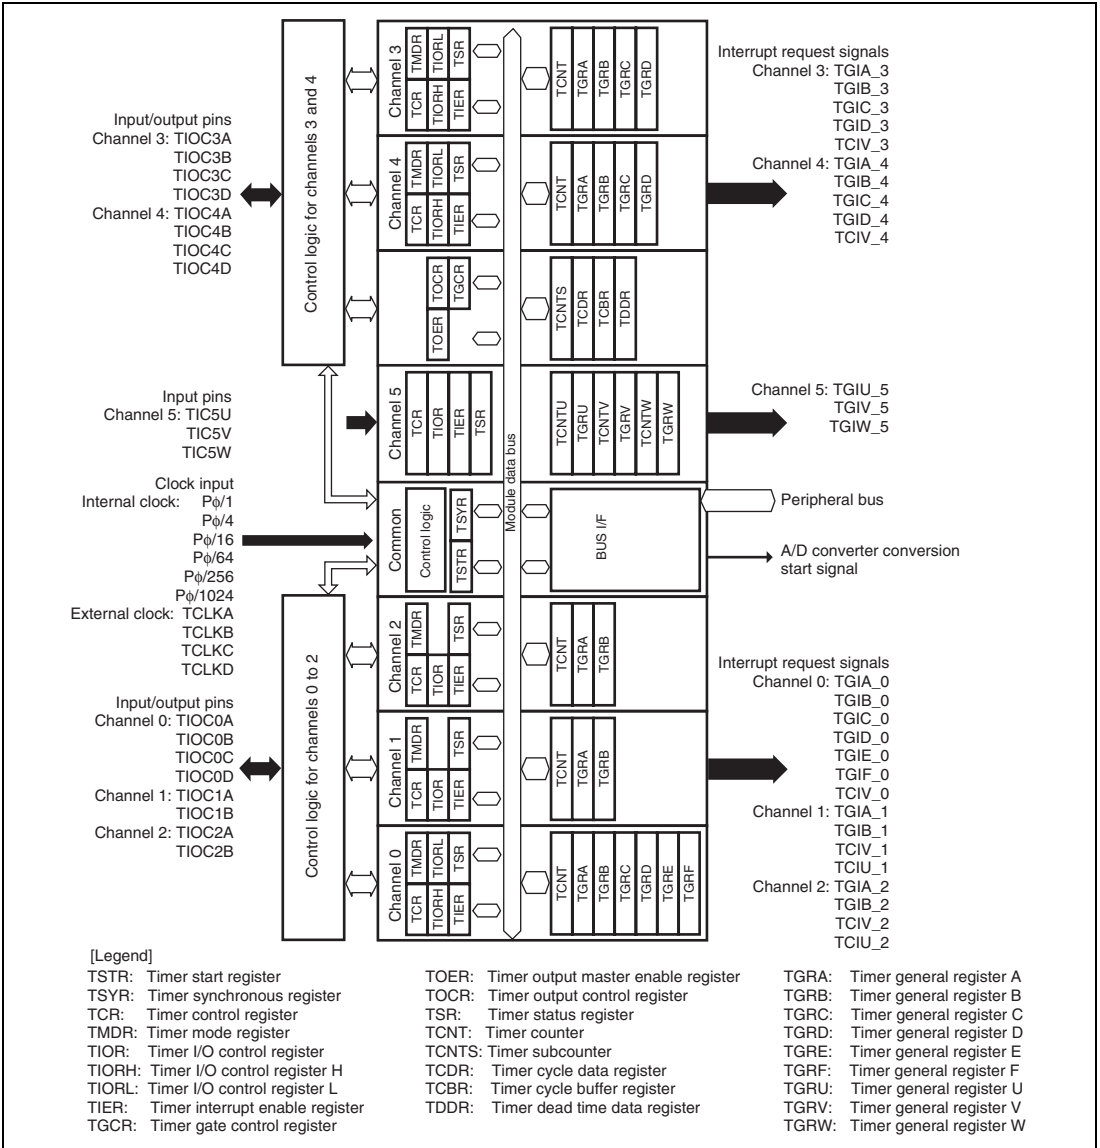 Input/output pins
Channel 3: TIOC3A
TIOC3B
TIOC3C
TIOC3D
Channel 4: TIOC4A
TIOC4B
TIOC4C
TIOC4D
Input pins
Channel 5: TIC5U
TIC5V
TIC5W
Clock input
Internal clock: Pϕ/1
Pϕ/4
Pϕ/16
Pϕ/64
Pϕ/256
Pϕ/1024
External clock: TCLKA
TCLKB
TCLKC
TCLKD
Input/output pins
Channel 0: TIOC0A
TIOC0B
TIOC0C
TIOC0D
Channel 1: TIOC1A
TIOC1B
Channel 2: TIOC2A
TIOC2B
Control logic for channels 3 and 4
Control logic for channels 0 to 2
Channel 3
TCR
TMDR
TIORH
TIORL
TIER
TSR
TCNT
TGRA
TGRB
TGRC
TGRD
Channel 4
TCR
TMDR
TIORH
TIORL
TIER
TSR
TCNT
TGRA
TGRB
TGRC
TGRD
TOER
TOCR
TGCR
TCNTS
TCDR
TCBR
TDDR
Channel 5
TCR
TIOR
TIER
TSR
TCNTU
TGRU
TCNTV
TGRV
TCNTW
TGRW
Common
Control logic
TSTR
TSYR
Module data bus
BUS I/F
Channel 2
TCR
TMDR
TIOR
TIER
TSR
TCNT
TGRA
TGRB
Channel 1
TCR
TMDR
TIOR
TIER
TSR
TCNT
TGRA
TGRB
Channel 0
TCR
TMDR
TIORH
TIORL
TIER
TSR
TCNT
TGRA
TGRB
TGRC
TGRD
TGRE
TGRF
Interrupt request signals
Channel 3: TGIA_3
TGIB_3
TGIC_3
TGID_3
TCIV_3
Channel 4: TGIA_4
TGIB_4
TGIC_4
TGID_4
TCIV_4
Channel 5: TGIU_5
TGIV_5
TGIW_5
Peripheral bus
A/D converter conversion
start signal
Interrupt request signals
Channel 0: TGIA_0
TGIB_0
TGIC_0
TGID_0
TGIE_0
TGIF_0
TCIV_0
Channel 1: TGIA_1
TGIB_1
TCIV_1
TCIU_1
Channel 2: TGIA_2
TGIB_2
TCIV_2
TCIU_2
[Legend]
TSTR: Timer start register
TSYR: Timer synchronous register
TCR: Timer control register
TMDR: Timer mode register
TIOR: Timer I/O control register
TIORH: Timer I/O control register H
TIORL: Timer I/O control register L
TIER: Timer interrupt enable register
TGCR: Timer gate control register
TOER: Timer output master enable register
TOCR: Timer output control register
TSR: Timer status register
TCNT: Timer counter
TCNTS: Timer subcounter
TCDR: Timer cycle data register
TCBR: Timer cycle buffer register
TDDR: Timer dead time data register
TGRA: Timer general register A
TGRB: Timer general register B
TGRC: Timer general register C
TGRD: Timer general register D
TGRE: Timer general register E
TGRF: Timer general register F
TGRU: Timer general register U
TGRV: Timer general register V
TGRW: Timer general register W